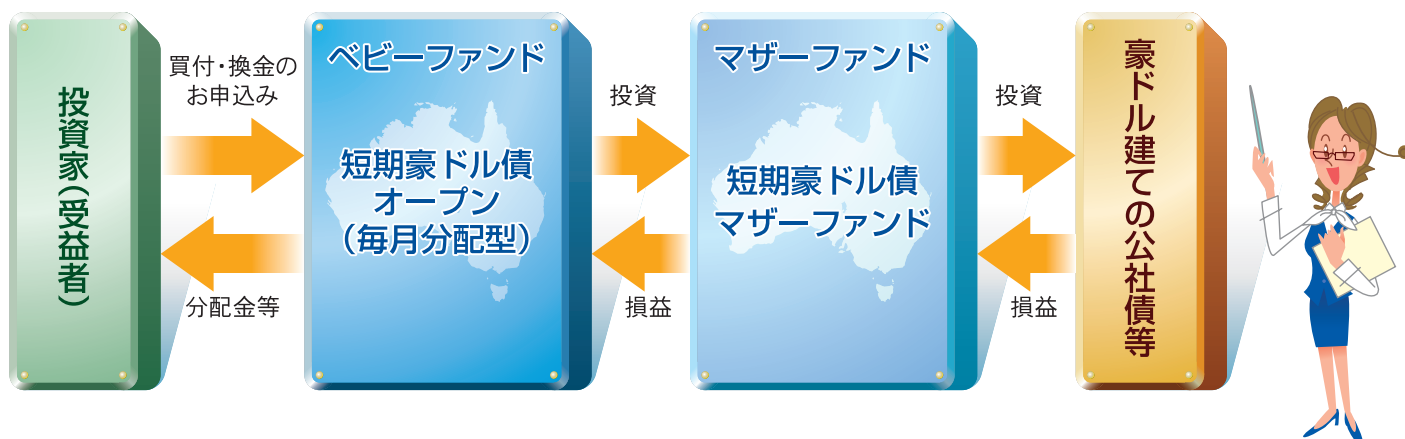 投資家（受益者）
買付・換金の
お申込み
分配金等
ベビーファンド
短期豪ドル債
オープン
（毎月分配型）
投資
損益
マザーファンド
短期豪ドル債
マザーファンド
投資
損益
豪ドル建ての公社債等